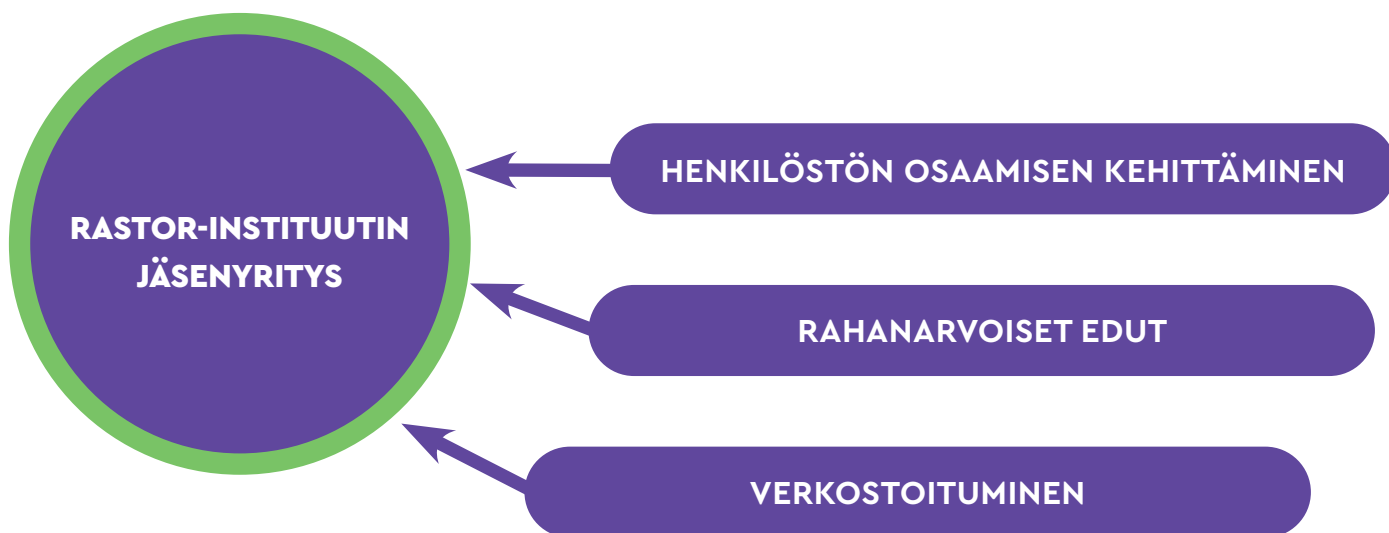 RASTOR-INSTITUUTIN
JÄSENYRITYS
HENKILÖSTÖN OSAAMISEN KEHITTÄMINEN
RAHANARVOISET EDUT
VERKOSTOITUMINEN